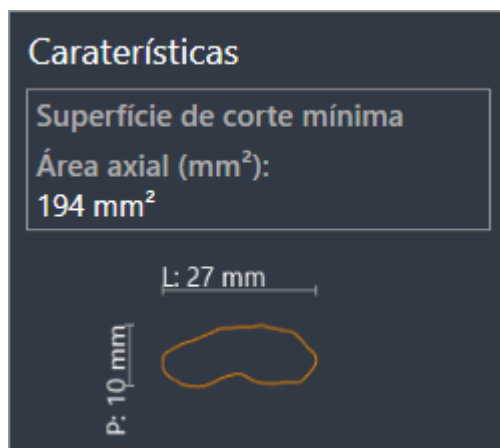 Caraterísticas
Superfície de corte mínima
Área axial (mm²):
194 mm²
L: 27 mm
P: 10 mm